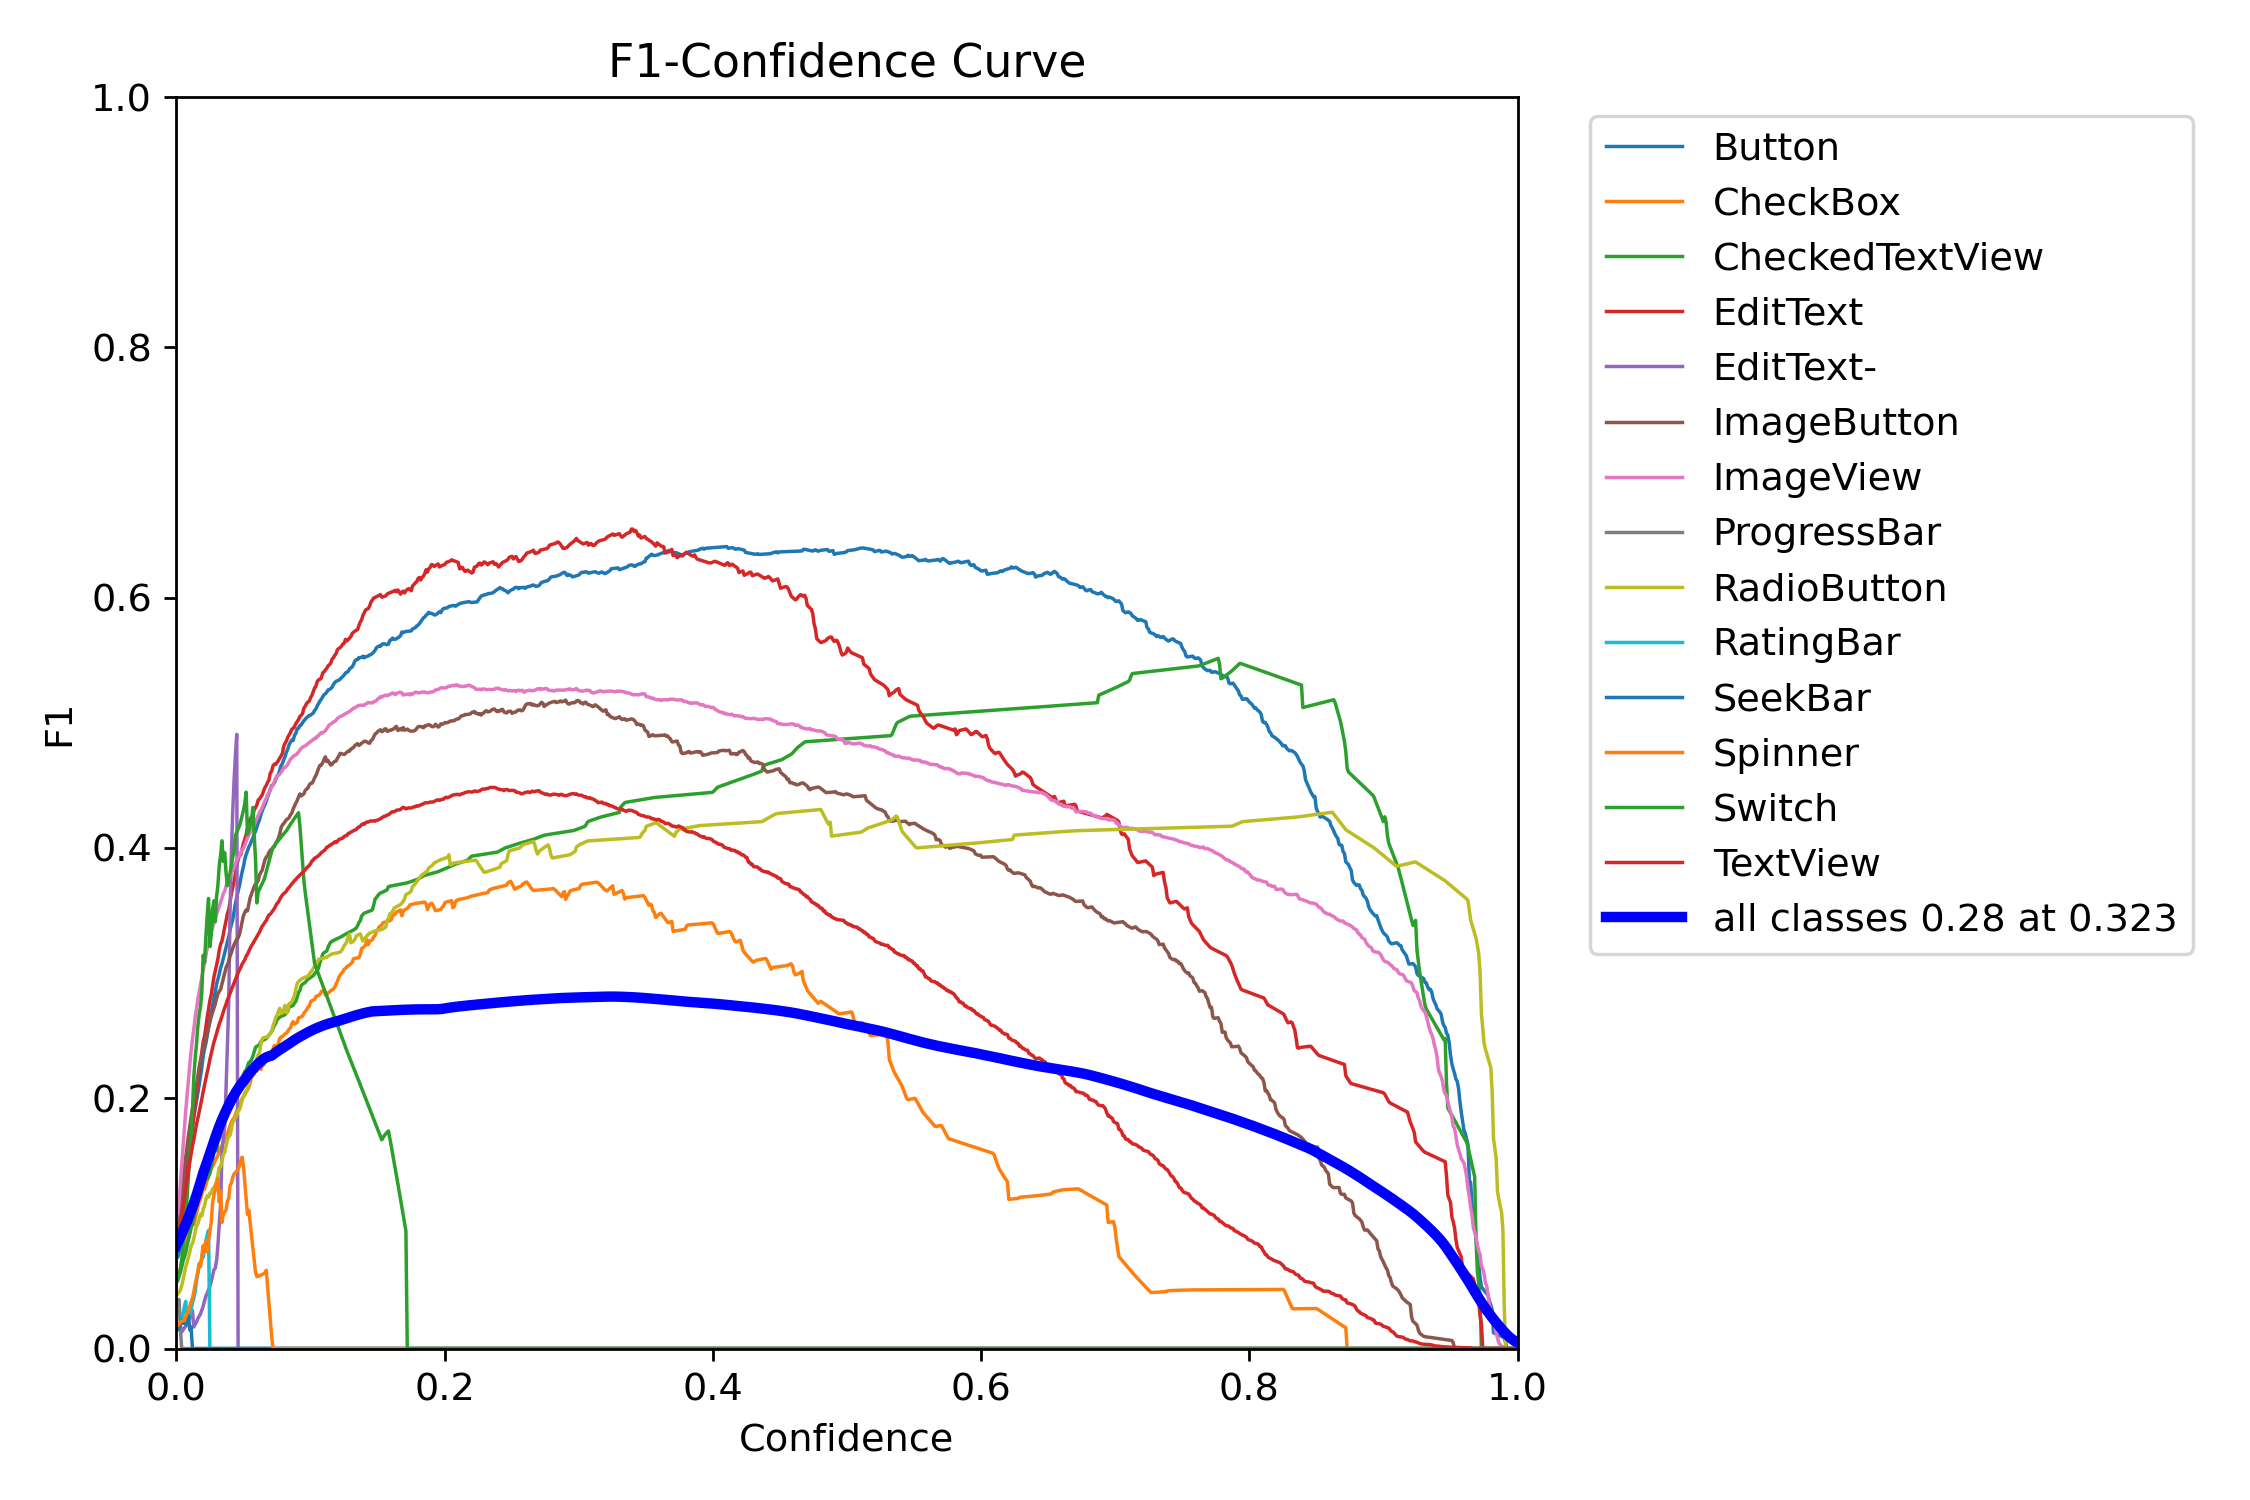 F1-Confidence Curve
1.0
0.8
0.6
0.4
0.2
0.0
F1
0.0 0.2 0.4 0.6 0.8 1.0
Confidence
Button
CheckBox
CheckedTextView
EditText
EditText-
ImageButton
ImageView
ProgressBar
RadioButton
RatingBar
SeekBar
Spinner
Switch
TextView
all classes 0.28 at 0.323